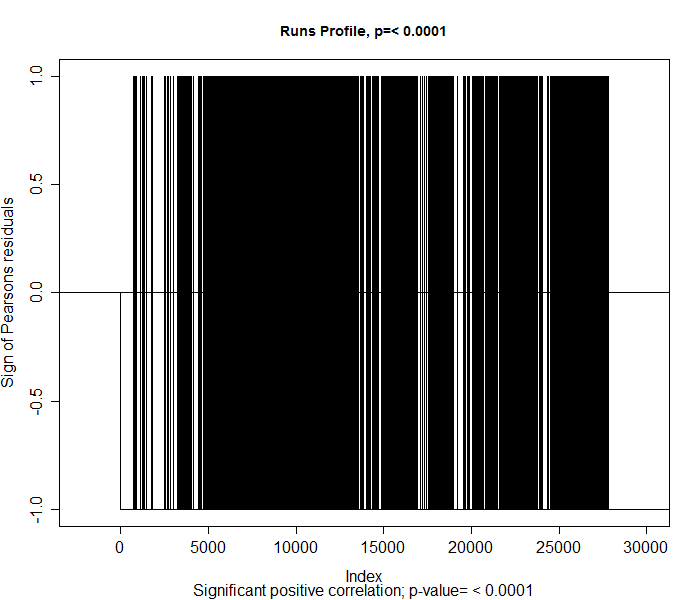 Runs Profile, p=< 0.0001
Sign of Pearsons residuals
1.0
0.5
0.0
-0.5
-1.0
0 5000 10000 15000 20000 25000 30000
Index
Significant positive correlation; p-value= < 0.0001